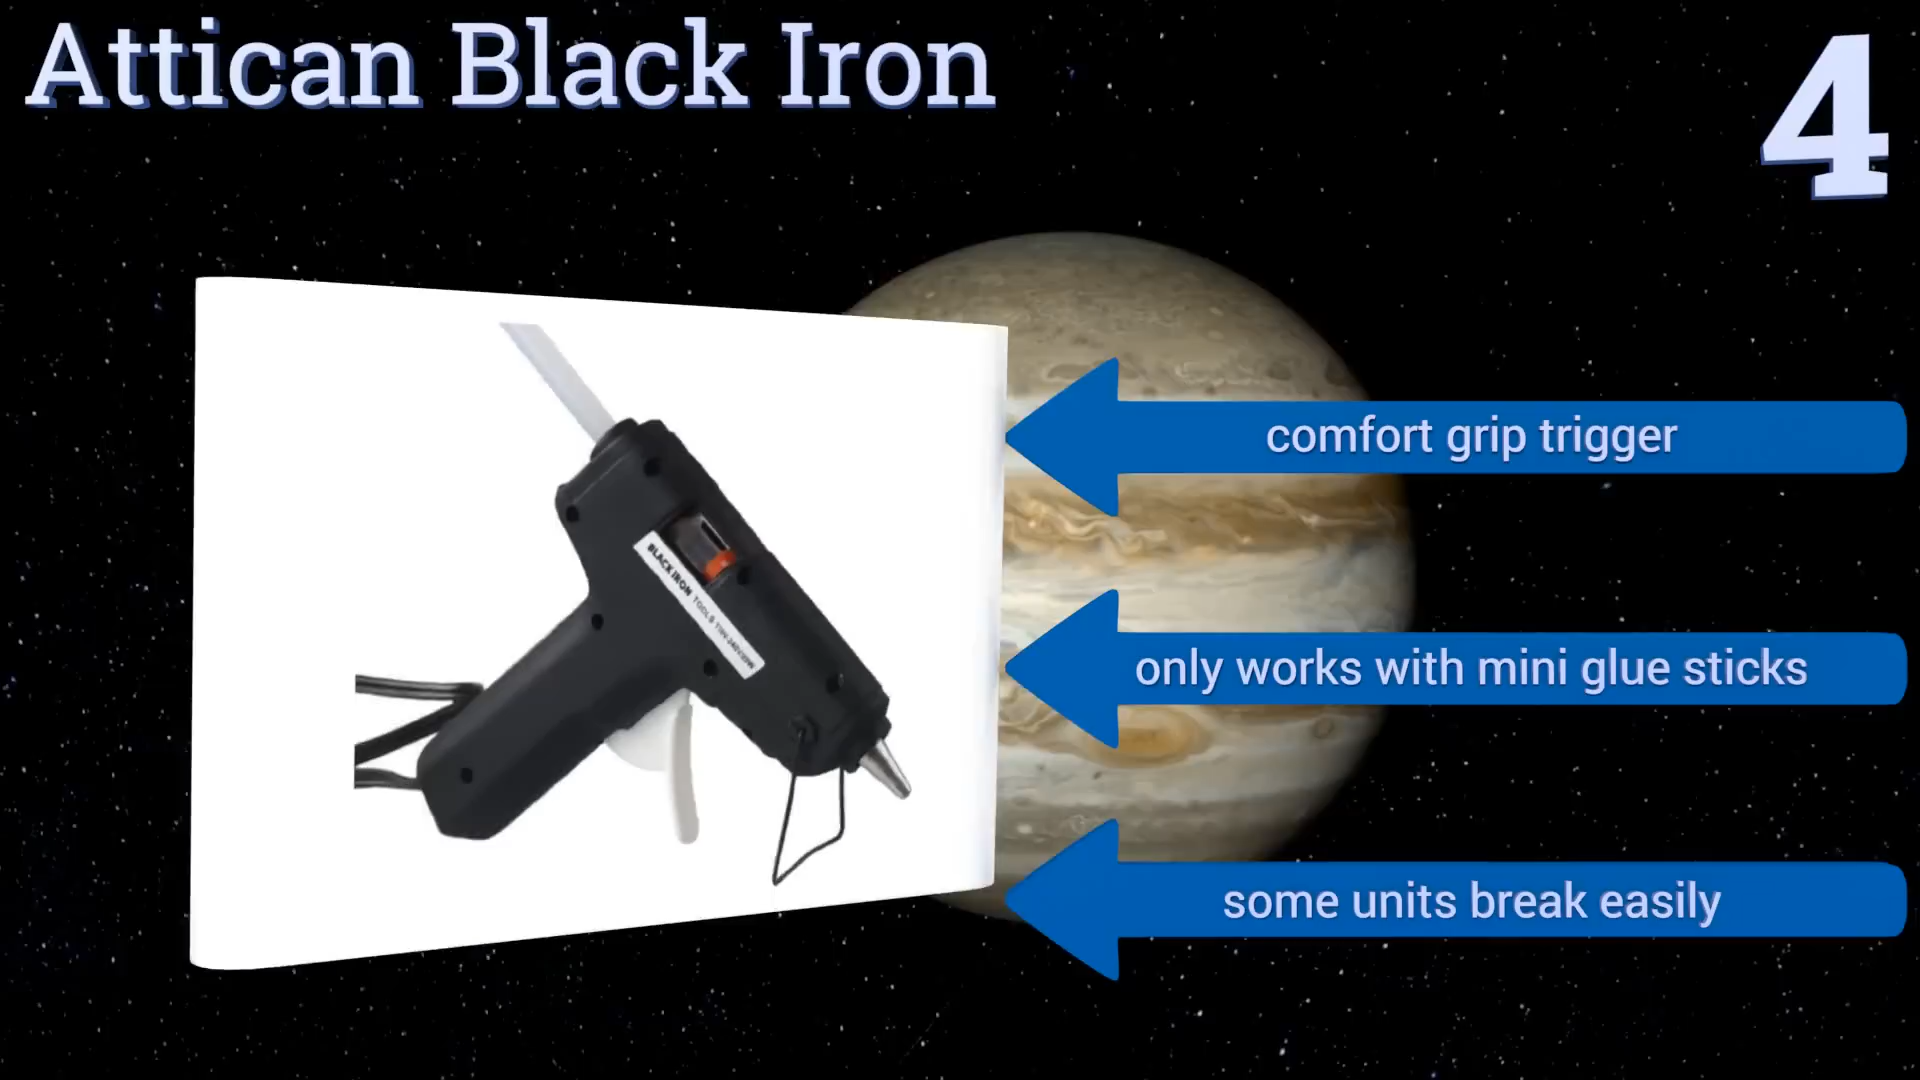 Attican Black Iron
4
comfort grip trigger
BLACK IRON TOOLS
only works with mini glue sticks
some units break easily